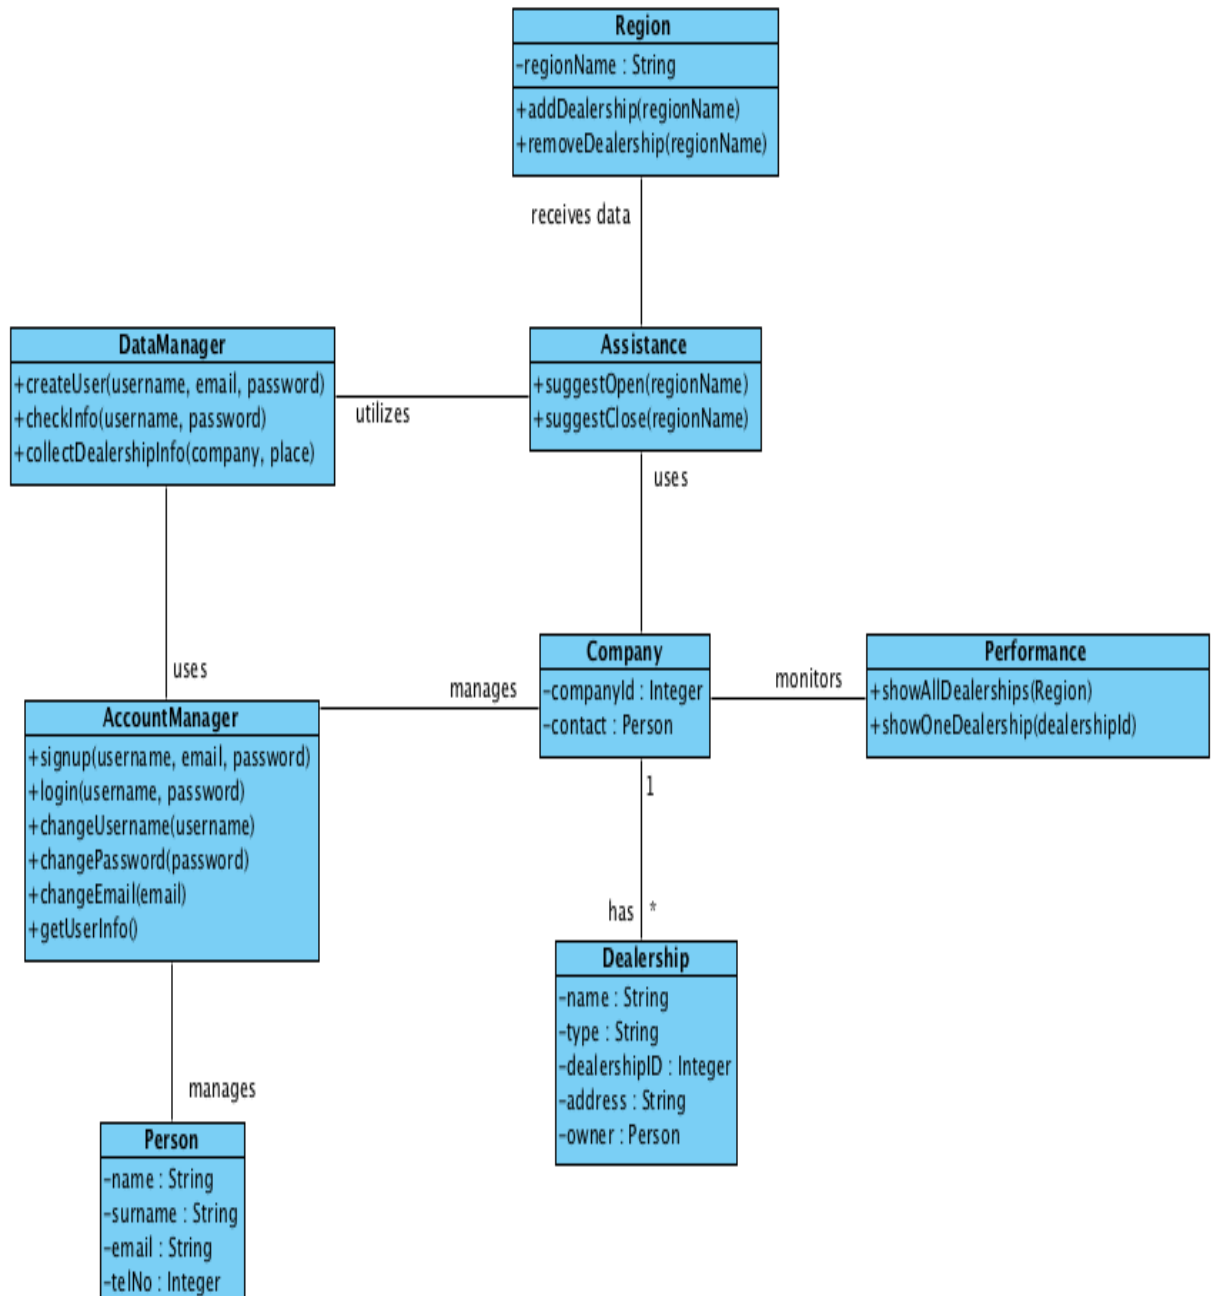 Region
-regionName : String
+addDealership(regionName)
+removeDealership(regionName)
receives data
DataManager
+createUser(username, email, password)
+checkInfo(username, password)
+collectDealershipInfo(company, place)
utilizes
Assistance
+suggestOpen(regionName)
+suggestClose(regionName)
uses
uses
AccountManager
+signup(username, email, password)
+login(username, password)
+changeUsername(username)
+changePassword(password)
+changeEmail(email)
+getUserInfo()
manages
Company
-companyId : Integer
-contact : Person
monitors
Performance
+showAllDealerships(Region)
+showOneDealership(dealershipId)
1
has *
Dealership
-name : String
-type : String
-dealershipID : Integer
-address : String
-owner : Person
manages
Person
-name : String
-surname : String
-email : String
-telNo : Integer